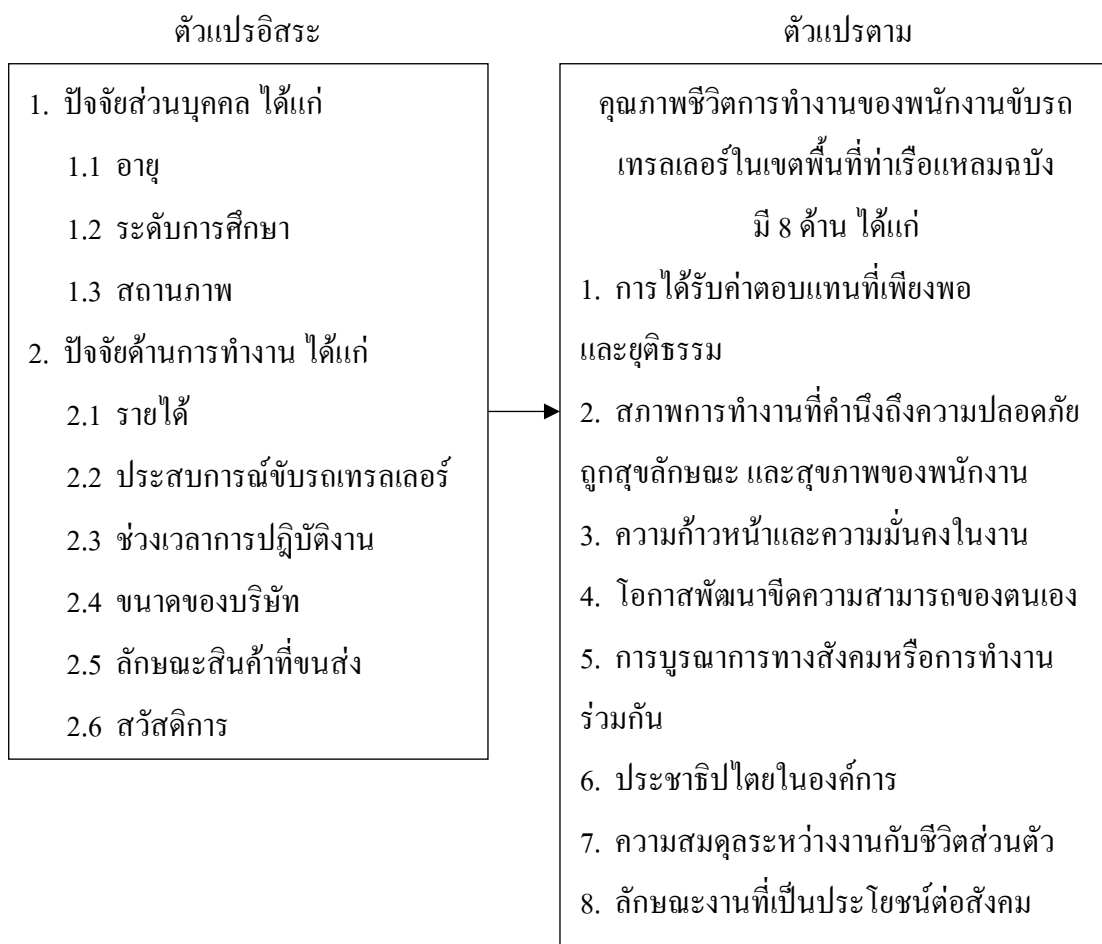 ตัวแปรอิสระ
1. ปัจจัยส่วนบุคคล ได้แก่
1.1 อายุ
1.2 ระดับการศึกษา
1.3 สถานภาพ
2. ปัจจัยด้านการทำงาน ได้แก่
2.1 รายได้
2.2 ประสบการณ์ขับรถเทรลเลอร์
2.3 ช่วงเวลาการปฎิบัติงาน
2.4 ขนาดของบริษัท
2.5 ลักษณะสินค้าที่ขนส่ง
2.6 สวัสดิการ
ตัวแปรตาม
คุณภาพชีวิตการทำงานของพนักงานขับรถ
เทรลเลอร์ในเขตพื้นที่ท่าเรือแหลมฉบัง
มี 8 ด้าน ได้แก่
1. การได้รับค่าตอบแทนที่เพียงพอ
และยุติธรรม
2. สภาพการทำงานที่คำนึงถึงความปลอดภัย
ถูกสุขลักษณะ และสุขภาพของพนักงาน
3. ความก้าวหน้าและความมั่นคงในงาน
4. โอกาสพัฒนาขีดความสามารถของตนเอง
5. การบูรณาการทางสังคมหรือการทำงาน
ร่วมกัน
6. ประชาธิปไตยในองค์การ
7. ความสมดุลระหว่างงานกับชีวิตส่วนตัว
8. ลักษณะงานที่เป็นประโยชน์ต่อสังคม